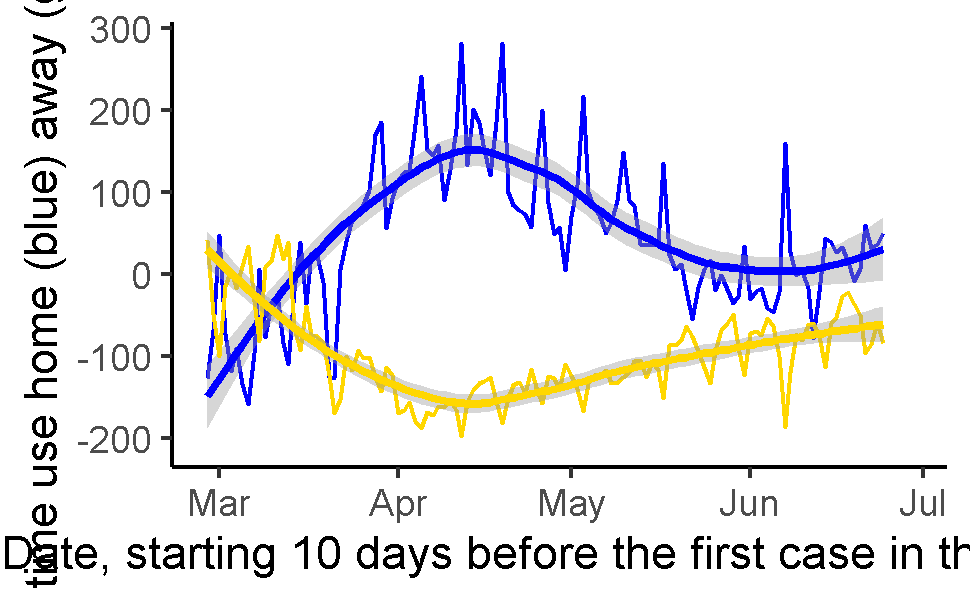 time use home (blue) away (
300
200
100
0
-100
-200
Mar Apr May Jun Jul
Date, starting 10 days before the first case in th